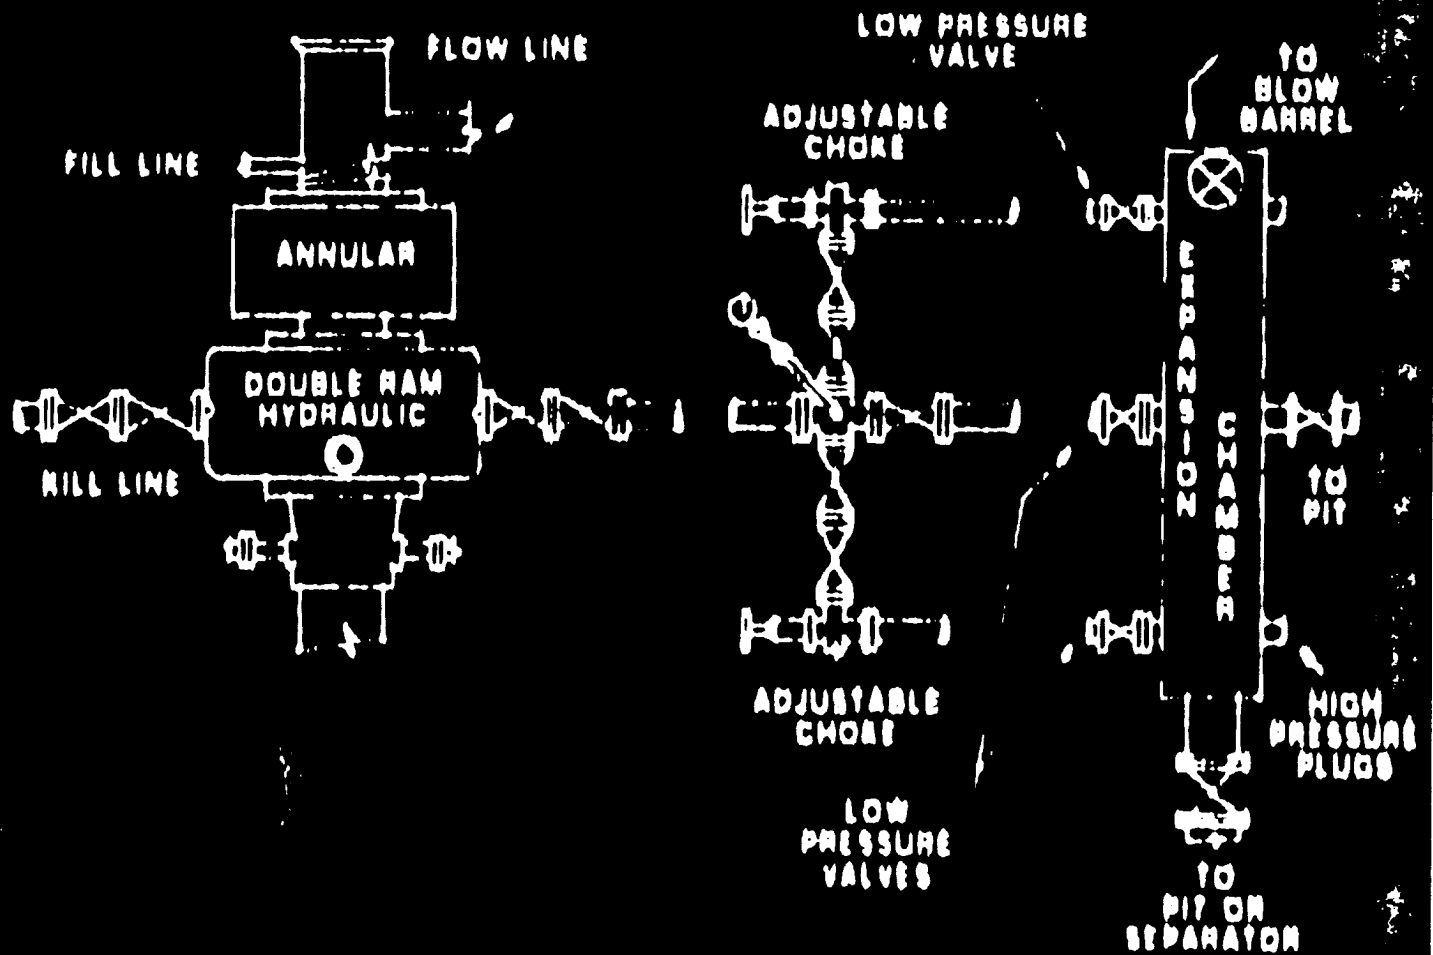 FLOW LINE
FILL LINE
ANNULAR
DOUBLE RAM
HYDRAULIC
KILL LINE
LOW PRESSURE
VALVE
ADJUSTABLE
CHOKE
TO
BLOW
BARREL
EXPANSION
CHAMBER
TO
PIT
ADJUSTABLE
CHOKE
HIGH
PRESSURE
PLUGS
LOW
PRESSURE
VALVES
TO
PIT OR
SEPARATOR